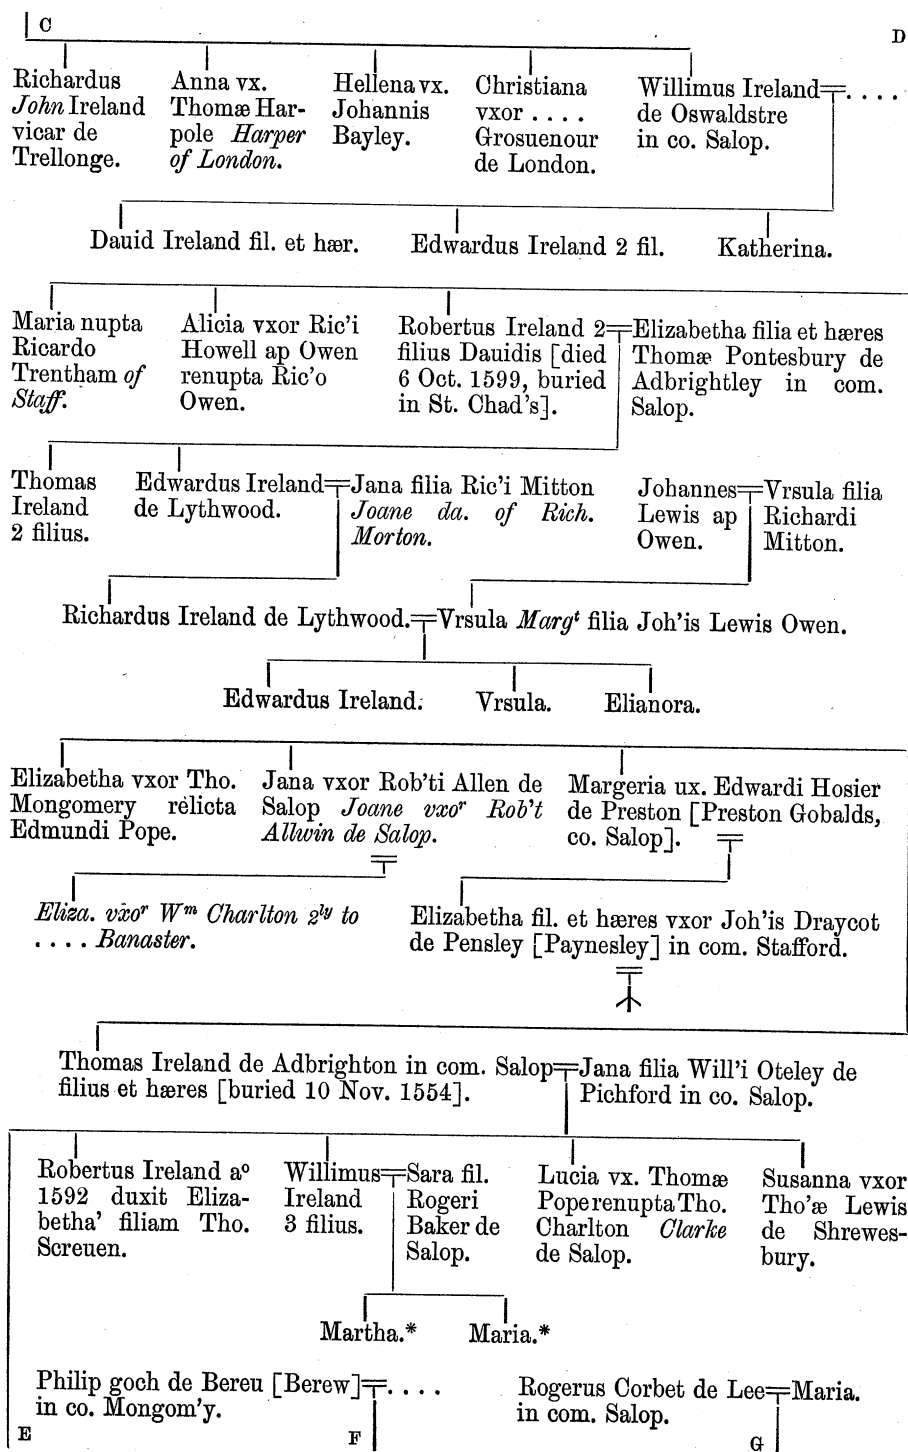 C
D
Richardus
John Ireland
vicar de
Trellonge.
Anna vx.
Thomæ Har-
pole Harper
of London.
Hellena vx.
Johannis
Bayley.
Christiana
vxor . . . .
Grosuenour
de London.
Willimus Ireland . . . .
de Oswaldstre
in co. Salop.
Dauid Ireland fil. et hær.
Edwardus Ireland 2 fil.
Katherina.
Maria nupta
Ricardo
Trentham of
Staff.
Alicia vxor Ric'i
Howell ap Owen
renupta Ric'o
Owen.
Robertus Ireland 2
filius Dauidis [died
6 Oct. 1599, buried
in St. Chad's].
Elizabetha filia et hæres
Thomæ Pontesbury de
Adbrightley in com.
Salop.
Thomas
Ireland
2 filius.
Edwardus Ireland
de Lythwood.
Jana filia Ric'i Mitton
Joane da. of Rich.
Morton.
Johannes
Lewis ap
Owen.
Vrsula filia
Richardi
Mitton.
Richardus Ireland de Lythwood.
Vrsula Margᵗ filia Joh'is Lewis Owen.
Edwardus Ireland.
Vrsula.
Elianora.
Elizabetha vxor Tho.
Mongomery relicta
Edmundi Pope.
Jana vxor Rob'ti Allen de
Salop Joane vxoʳ Rob't
Allwin de Salop.
Margeria ux. Edwardi Hosier
de Preston [Preston Gobalds,
co. Salop].
Eliza. vxoʳ Wᵐ Charlton 2ˡʸ to
. . . . Banaster.
Elizabetha fil. et hæres vxor Joh'is Draycot
de Pensley [Paynesley] in com. Stafford.
Thomas Ireland de Adbrighton in com. Salop
filius et hæres [buried 10 Nov. 1554].
Jana filia Will'i Oteley de
Pichford in co. Salop.
Robertus Ireland aº
1592 duxit Eliza-
betha' filiam Tho.
Screuen.
Willimus
Ireland
3 filius.
Sara fil.
Rogeri
Baker de
Salop.
Lucia vx. Thomæ
Pope renupta Tho.
Charlton Clarke
de Salop.
Susanna vxor
Tho'æ Lewis
de Shrewes-
bury.
Martha.*
Maria.*
Philip goch de Bereu [Berew] . . . .
in co. Mongom'y.
Rogerus Corbet de Lee
in com. Salop.
Maria.
E
F
G